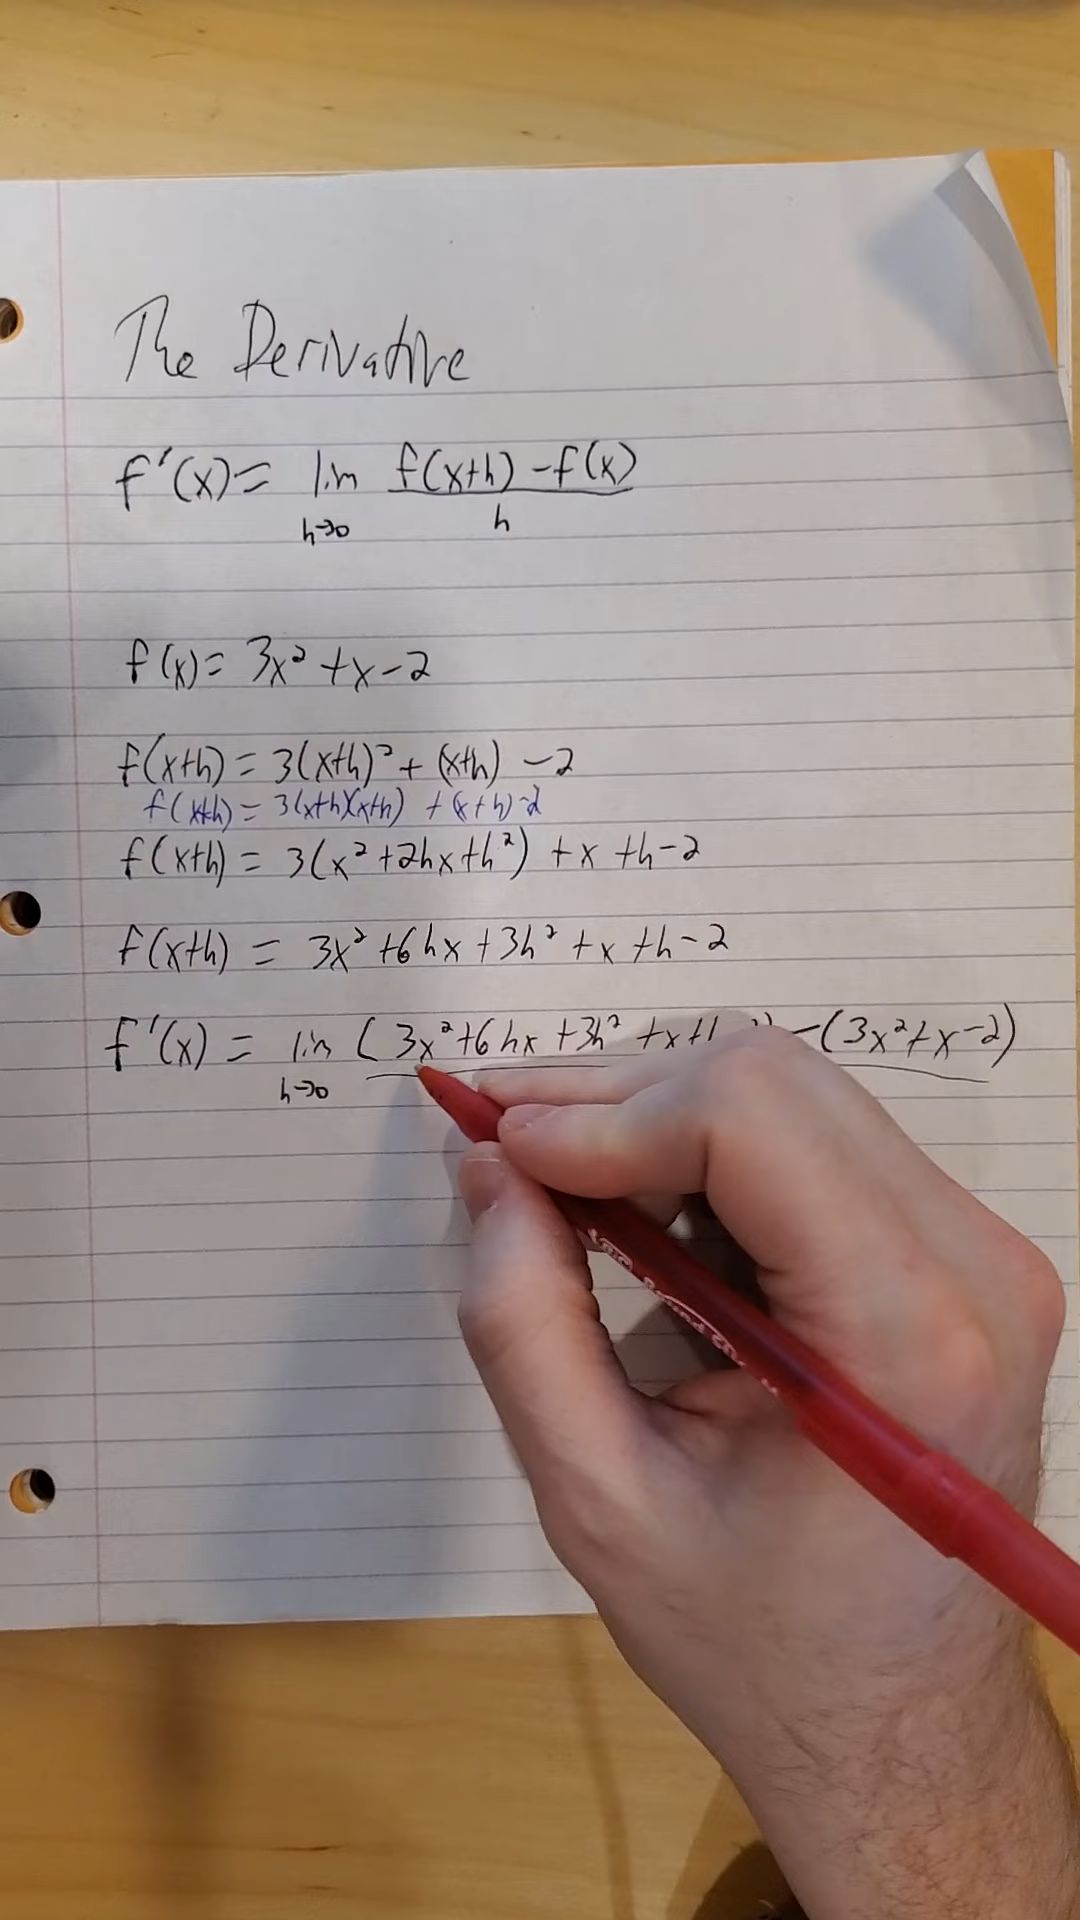 The Derivative
f'(x) = lim f(x+h) - f(x)
h→0 h
f(x) = 3x² + x - 2
f(x+h) = 3(x+h)² + (x+h) - 2
f(x+h) = 3(x+h)(x+h) + (x+h) - 2
f(x+h) = 3(x² + 2hx + h²) + x + h - 2
f(x+h) = 3x² + 6hx + 3h² + x + h - 2
f'(x) = lim (3x² + 6hx + 3h² + x + ) - (3x² + x - 2)
h→0